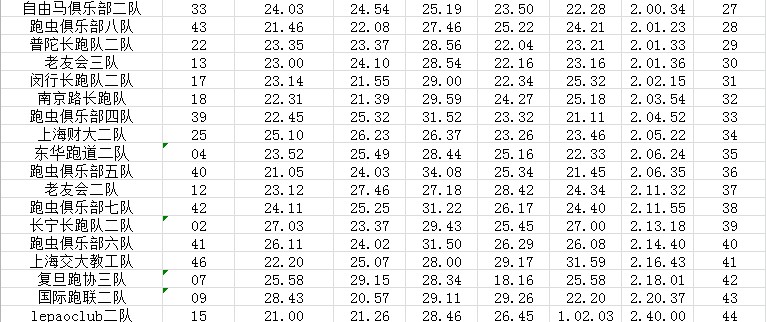 自由马俱乐部二队 33 24.03 24.54 25.19 23.50 22.28 2.00.34 27
跑虫俱乐部八队 43 21.46 22.08 27.46 25.22 24.21 2.01.23 28
普陀长跑队二队 22 23.35 23.37 28.56 22.04 23.21 2.01.33 29
老友会三队 13 23.00 24.10 28.54 22.16 23.16 2.01.36 30
闵行长跑队二队 17 23.14 21.55 29.00 22.34 25.32 2.02.15 31
南京路长跑队 18 22.31 21.39 29.59 24.27 25.18 2.03.54 32
跑虫俱乐部四队 39 22.45 25.32 31.52 23.32 21.11 2.04.52 33
上海财大二队 25 25.10 26.23 26.37 23.26 23.46 2.05.22 34
东华跑道二队 04 23.52 25.49 28.44 25.16 22.33 2.06.24 35
跑虫俱乐部五队 40 21.05 24.03 34.08 25.34 21.45 2.06.35 36
老友会二队 12 23.12 27.46 27.18 28.42 24.34 2.11.32 37
跑虫俱乐部七队 42 24.11 25.25 31.22 26.17 24.40 2.11.55 38
长宁长跑队二队 02 27.03 23.37 29.43 25.45 27.00 2.13.18 39
跑虫俱乐部六队 41 26.11 24.02 31.50 26.29 26.08 2.14.40 40
上海交大教工队 46 22.20 25.07 28.00 29.17 31.59 2.16.43 41
复旦跑协三队 07 25.58 29.15 28.34 18.16 25.58 2.18.01 42
国际跑联二队 09 28.43 20.57 29.11 29.26 22.20 2.20.37 43
lepaoclub二队 15 21.00 21.26 28.46 26.45 1.02.03 2.40.00 44